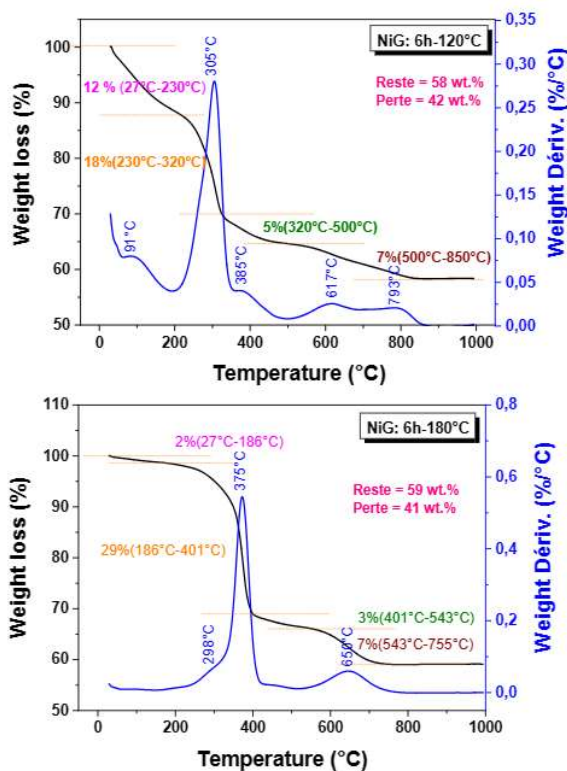 NiG: 6h-120°C
305°C
12 % (27°C-230°C)
Reste = 58 wt.%
Perte = 42 wt.%
18%(230°C-320°C)
5%(320°C-500°C)
91°C
385°C
617°C
793°C
7%(500°C-850°C)
100
90
80
70
60
50
Weight loss (%)
0,35
0,30
0,25
0,20
0,15
0,10
0,05
0,00
Weight Dériv. (%/°C)
0 200 400 600 800 1000
Temperature (°C)
NiG: 6h-180°C
2%(27°C-186°C)
375°C
Reste = 59 wt.%
Perte = 41 wt.%
29%(186°C-401°C)
3%(401°C-543°C)
298°C
650°C
7%(543°C-755°C)
110
100
90
80
70
60
50
Weight loss (%)
0,8
0,6
0,4
0,2
0,0
Weight Dériv. (%/°C)
0 200 400 600 800 1000
Temperature (°C)